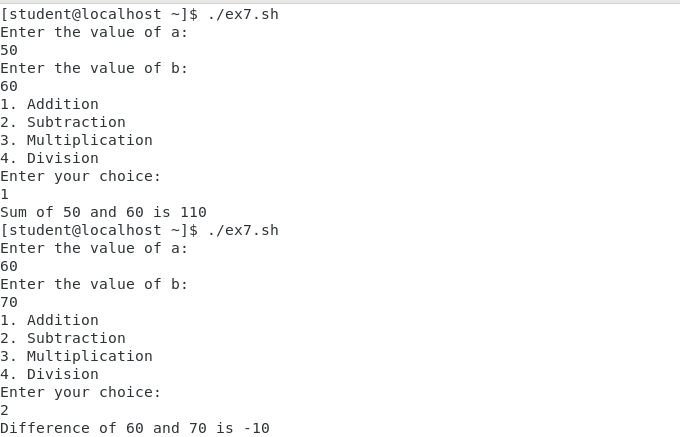 [student@localhost ~]$ ./ex7.sh
Enter the value of a:
50
Enter the value of b:
60
1. Addition
2. Subtraction
3. Multiplication
4. Division
Enter your choice:
1
Sum of 50 and 60 is 110
[student@localhost ~]$ ./ex7.sh
Enter the value of a:
60
Enter the value of b:
70
1. Addition
2. Subtraction
3. Multiplication
4. Division
Enter your choice:
2
Difference of 60 and 70 is -10